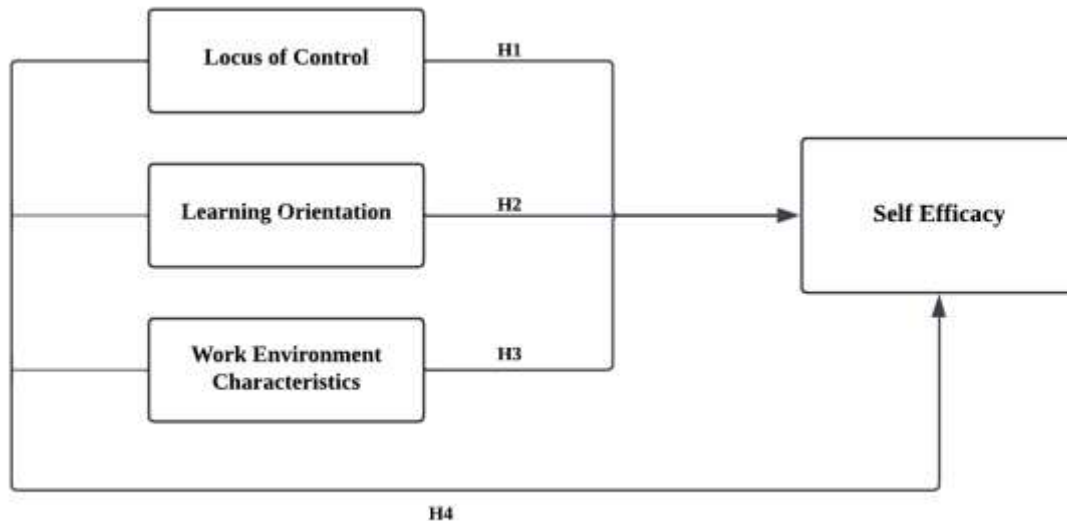 Locus of Control
H1
Learning Orientation
H2
Self Efficacy
Work Environment
Characteristics
H3
H4